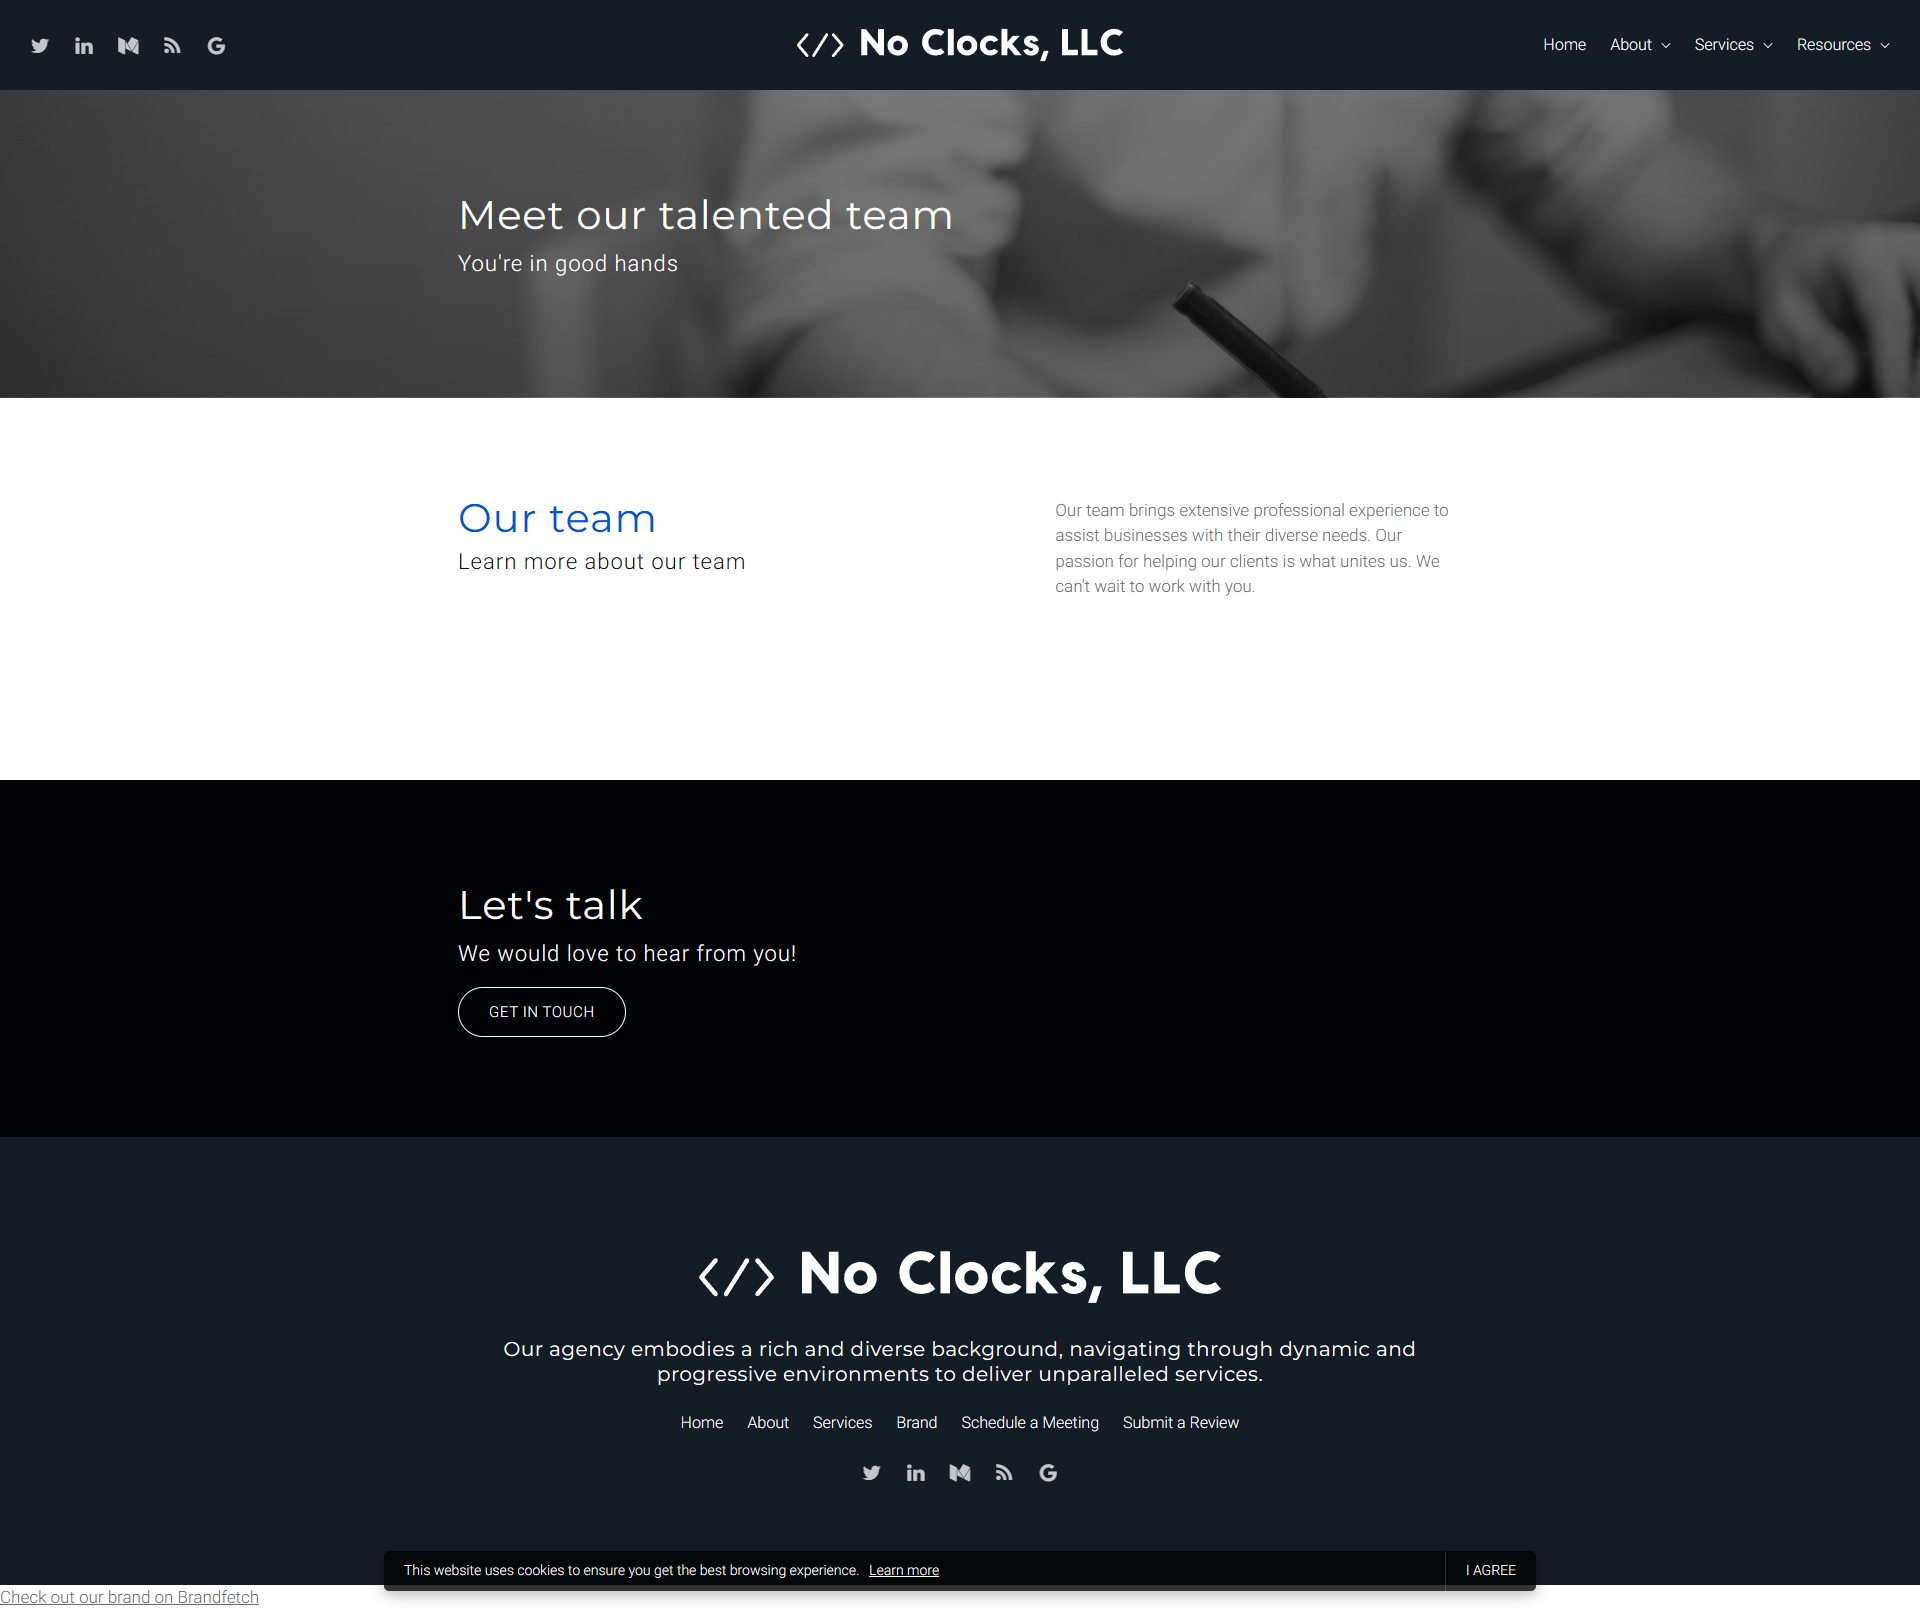 </> No Clocks, LLC
Home About Services Resources
Meet our talented team
You're in good hands
Our team
Learn more about our team
Our team brings extensive professional experience to
assist businesses with their diverse needs. Our
passion for helping our clients is what unites us. We
can't wait to work with you.
Let's talk
We would love to hear from you!
GET IN TOUCH
</> No Clocks, LLC
Our agency embodies a rich and diverse background, navigating through dynamic and
progressive environments to deliver unparalleled services.
Home About Services Brand Schedule a Meeting Submit a Review
This website uses cookies to ensure you get the best browsing experience. Learn more I AGREE
Check out our brand on Brandfetch